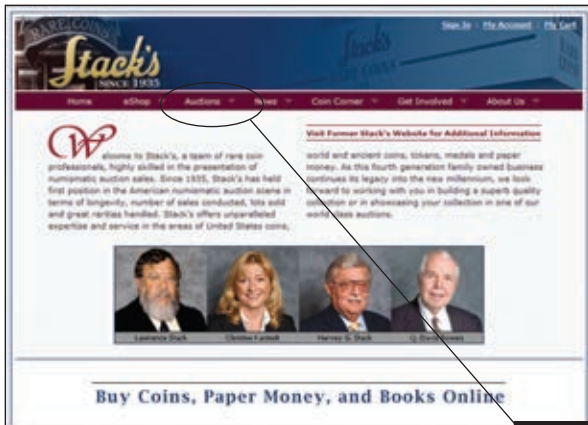 RARE COINS
Stack's
SINCE 1935
Sign In | My Account | My Cart
Home eShop Auctions News Coin Corner Get Involved About Us
Welcome to Stack's, a team of rare coin
professionals, highly skilled in the presentation of
numismatic auction sales. Since 1935, Stack's has held
first position in the American numismatic auction scene in
terms of longevity, number of sales conducted, lots sold
and great rarities handled. Stack's offers unparalleled
expertise and service in the areas of United States coins,
Visit Former Stack's Website for Additional Information
world and ancient coins, tokens, medals and paper
money. As this fourth generation family owned business
continues its legacy into the new millennium, we look
forward to working with you in building a superb quality
collection or in showcasing your collection in one of our
world class auctions.
Lawrence Stack Christine Karstedt Harvey G. Stack Q. David Bowers
Buy Coins, Paper Money, and Books Online